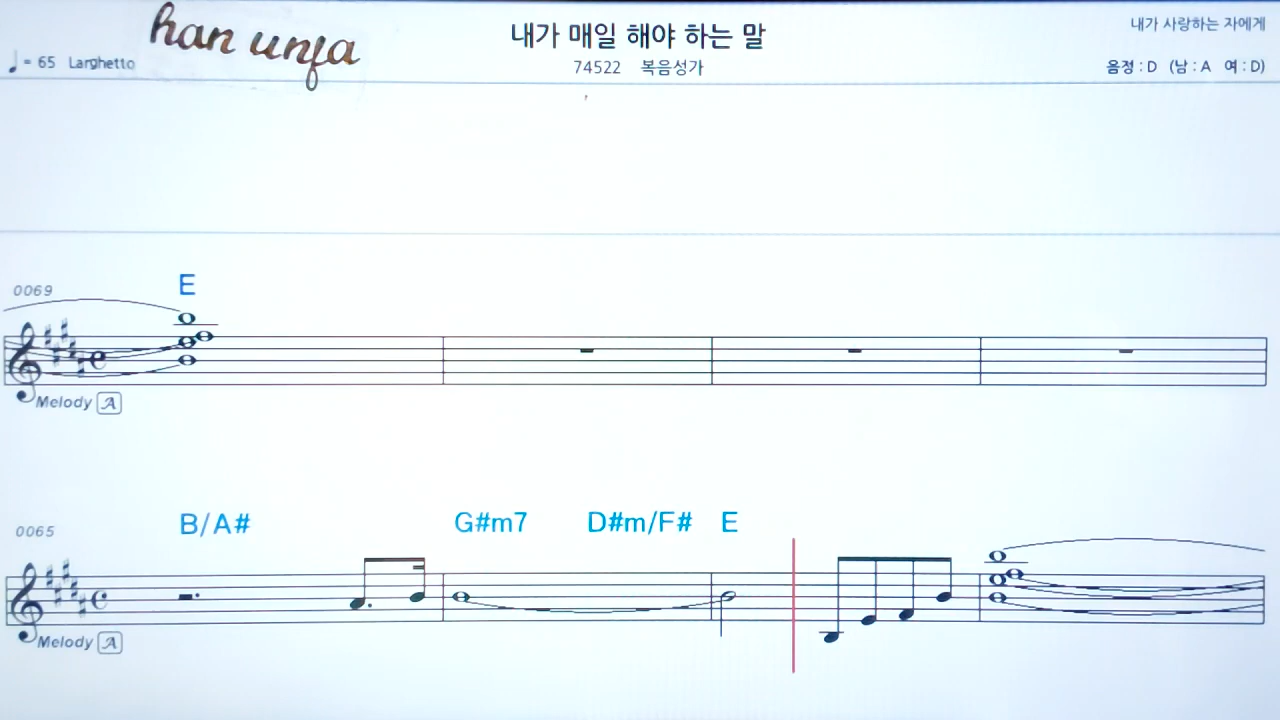 han unja
내가 매일 해야 하는 말
내가 사랑하는 자에게
♩ = 65 Larghetto
74522 복음성가
음정 : D (남 : A 여 : D)
0069
E
Melody A
0065
B/A# G#m7 D#m/F# E
Melody A